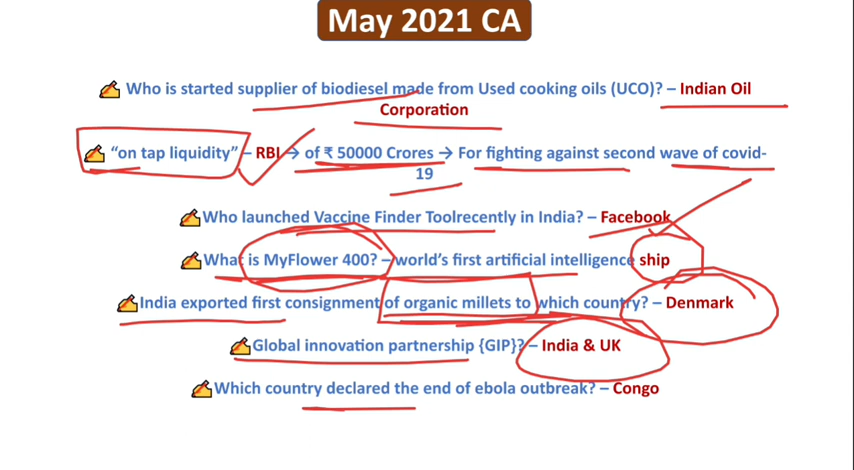 May 2021 CA
Who is started supplier of biodiesel made from Used cooking oils (UCO)? – Indian Oil
Corporation
“on tap liquidity” – RBI → of ₹ 50000 Crores → For fighting against second wave of covid-
19
Who launched Vaccine Finder Toolrecently in India? – Facebook
What is MyFlower 400? – world’s first artificial intelligence ship
India exported first consignment of organic millets to which country? – Denmark
Global innovation partnership {GIP}? – India & UK
Which country declared the end of ebola outbreak? – Congo